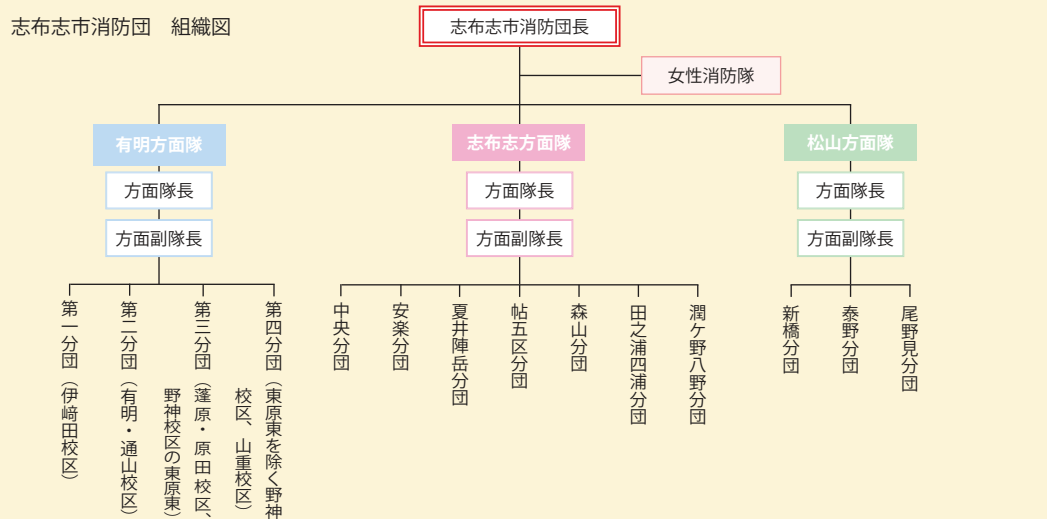 志布志市消防団　組織図
志布志市消防団長
女性消防隊
有明方面隊
方面隊長
方面副隊長
第一分団（伊﨑田校区）
第二分団（有明・通山校区）
第三分団（蓬原・原田校区、
野神校区の東原東）
第四分団（東原東を除く野神
校区、山重校区）
志布志方面隊
方面隊長
方面副隊長
中央分団
安楽分団
夏井陣岳分団
帖五区分団
森山分団
田之浦四浦分団
潤ケ野八野分団
松山方面隊
方面隊長
方面副隊長
新橋分団
泰野分団
尾野見分団